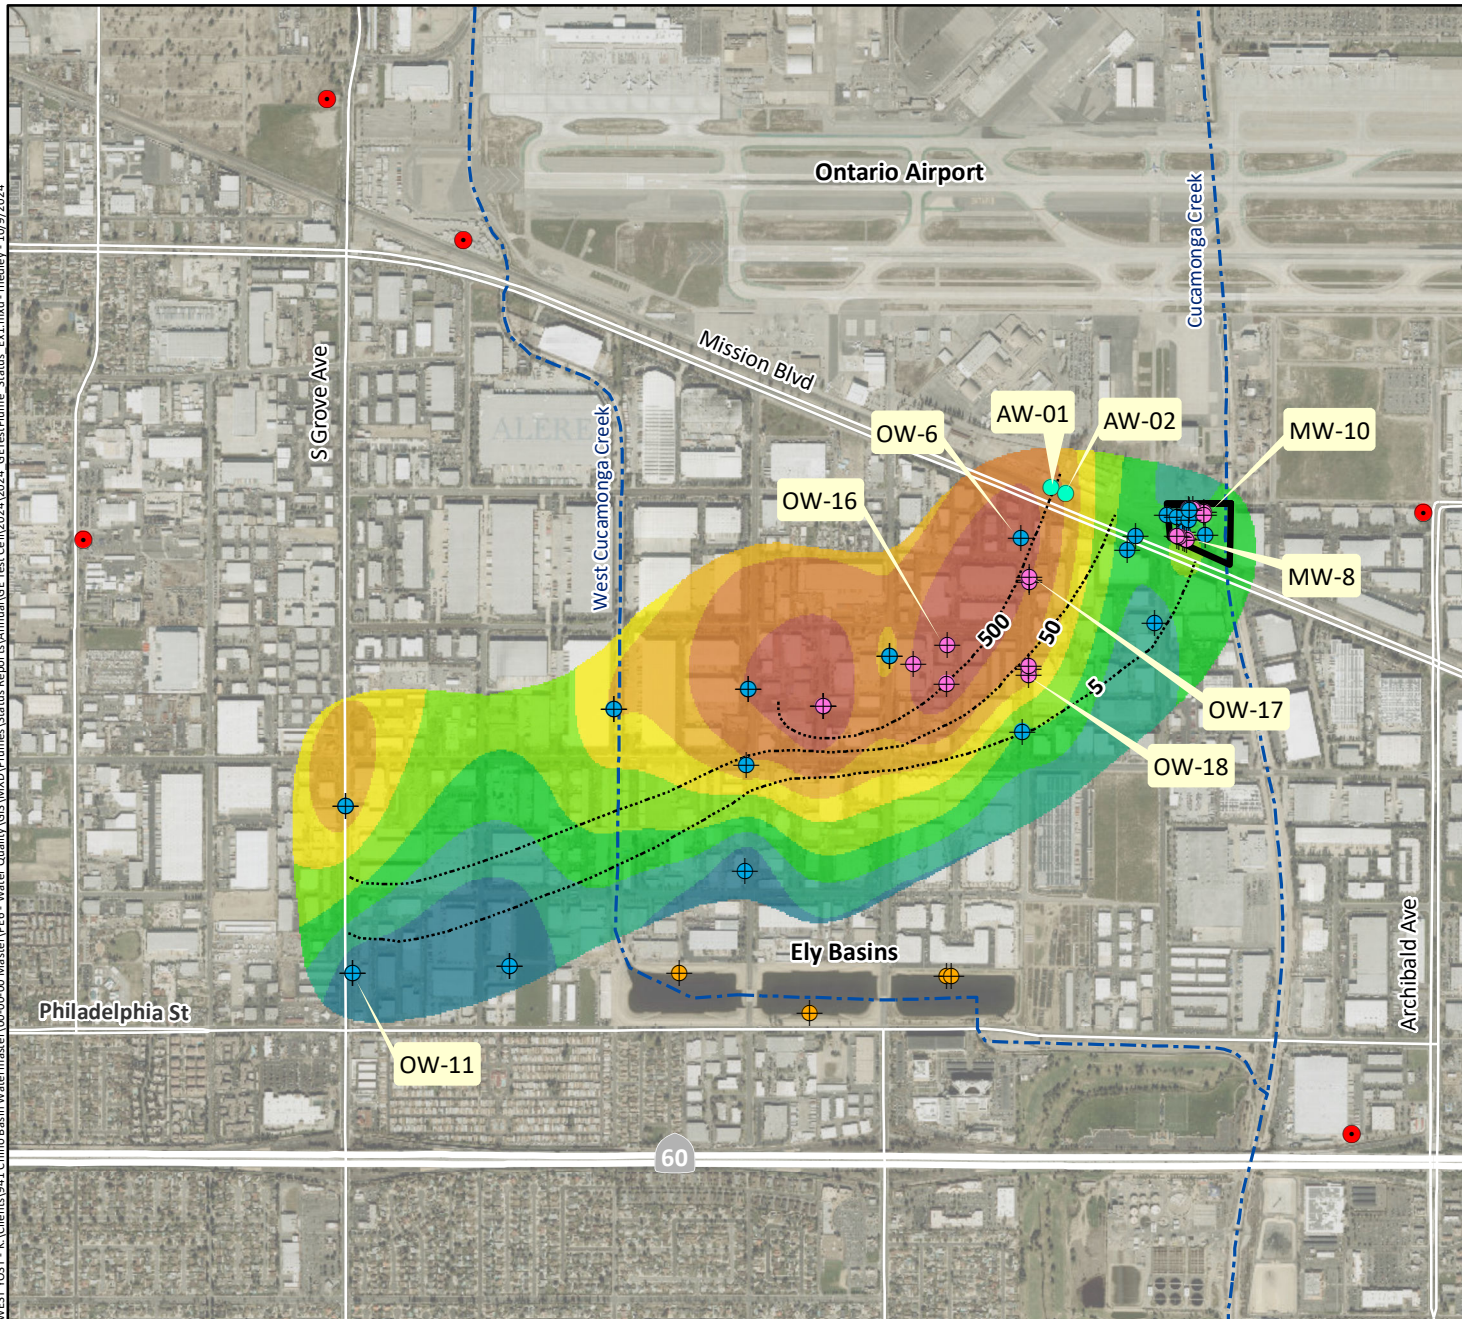 Ontario Airport
Cucamonga Creek
Mission Blvd
S Grove Ave
West Cucamonga Creek
AW-01
AW-02
OW-6
MW-10
OW-16
MW-8
500
50
5
OW-17
OW-18
Ely Basins
Philadelphia St
Archibald Ave
OW-11
60